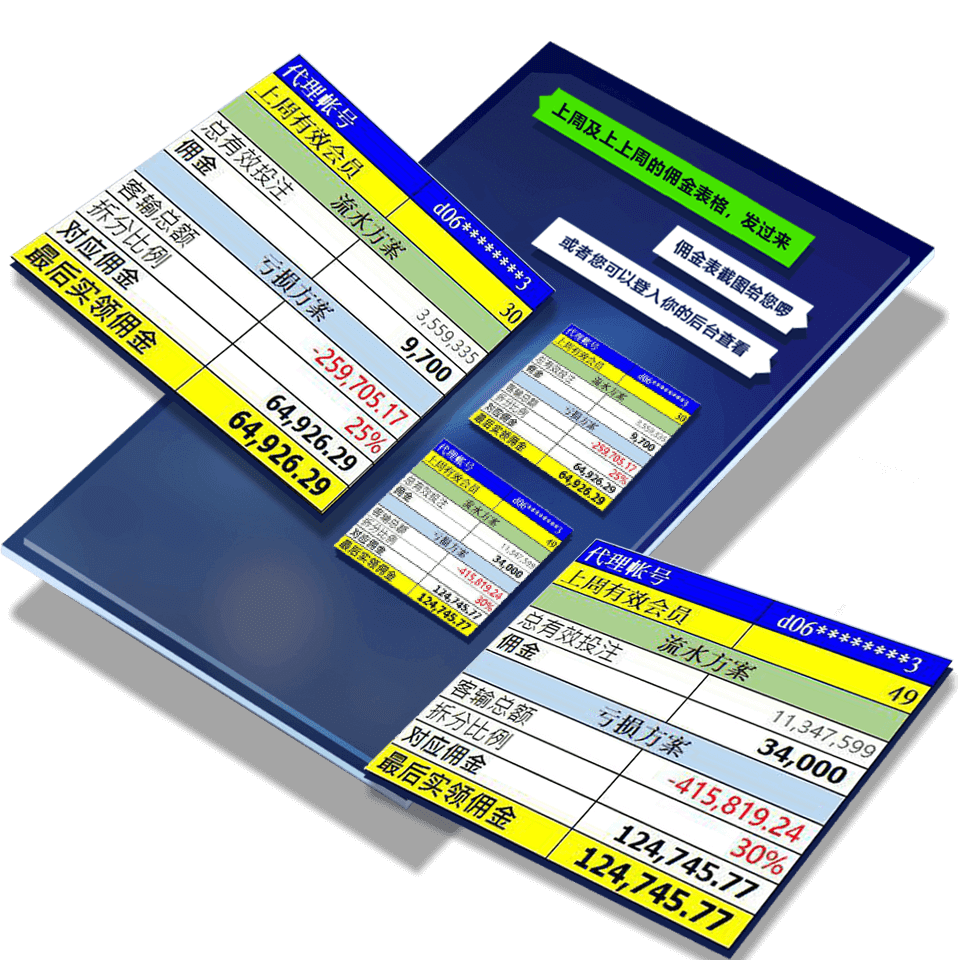 代理帐号 d06********3
上周有效会员 30
流水方案
总有效投注 3,559,335
佣金 9,700
亏损方案
客输总额 -259,705.17
拆分比例 25%
对应佣金 64,926.29
最后实领佣金 64,926.29
上周及上上周的佣金表格，发过来
佣金表截图给您嘮
或者您可以登入你的后台查看
代理帐号 d06********3
上周有效会员 30
流水方案
总有效投注 3,559,335
佣金 9,700
亏损方案
客输总额 -259,705.17
拆分比例 25%
对应佣金 64,926.29
最后实领佣金 64,926.29
代理帐号 d06********3
上周有效会员 49
流水方案
总有效投注 11,347,599
佣金 34,000
亏损方案
客输总额 -415,819.24
拆分比例 30%
对应佣金 124,745.77
最后实领佣金 124,745.77
代理帐号 d06********3
上周有效会员 49
流水方案
总有效投注 11,347,599
佣金 34,000
亏损方案
客输总额 -415,819.24
拆分比例 30%
对应佣金 124,745.77
最后实领佣金 124,745.77